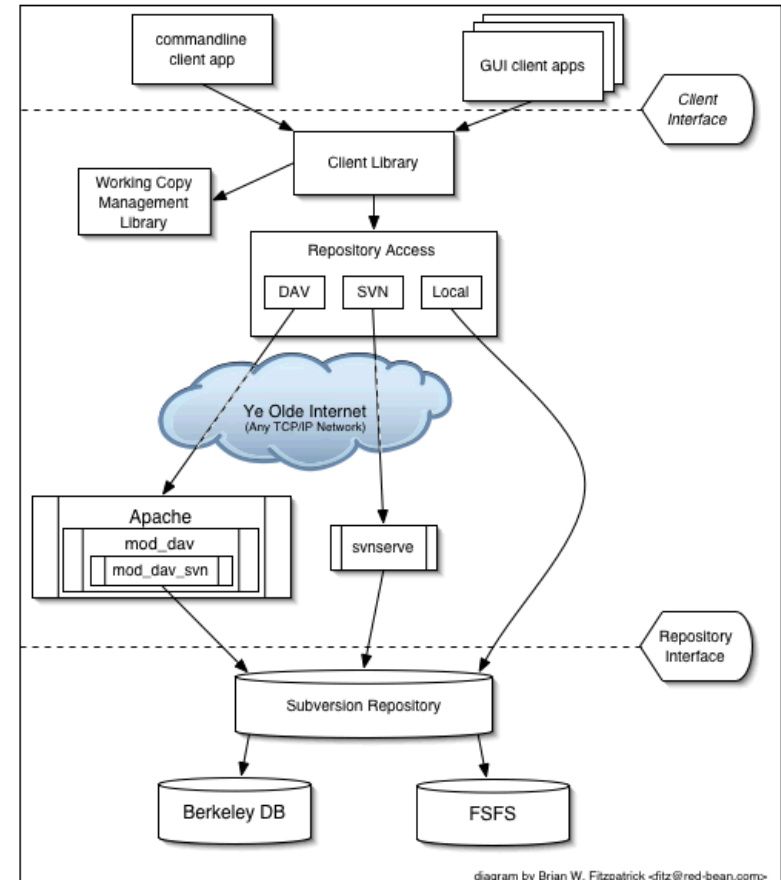 commandline
client app
GUI client apps
Client
Interface
Client Library
Working Copy
Management
Library
Repository Access
DAV
SVN
Local
Ye Olde Internet
(Any TCP/IP Network)
Apache
mod_dav
mod_dav_svn
svnserve
Repository
Interface
Subversion Repository
Berkeley DB
FSFS
diagram by Brian W. Fitzpatrick <fitz@red-bean.com>